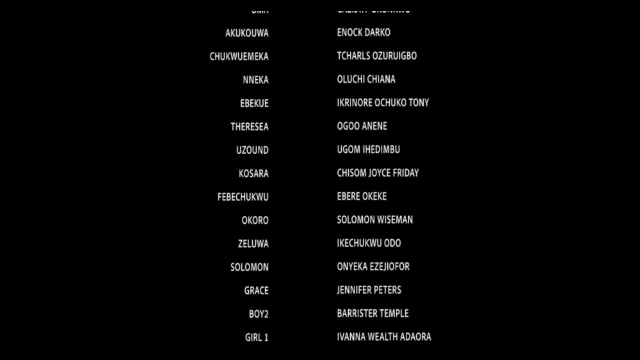 AKUKOUWA ENOCK DARKO
CHUKWUEMEKA TCHARLS OZURUIGBO
NNEKA OLUCHI CHIANA
EBEKUE IKRINORE OCHUKO TONY
THERESEA OGOO ANENE
UZOUND UGOM IHEDIMBU
KOSARA CHISOM JOYCE FRIDAY
FEBECHUKWU EBERE OKEKE
OKORO SOLOMON WISEMAN
ZELUWA IKECHUKWU ODO
SOLOMON ONYEKA EZEJIOFOR
GRACE JENNIFER PETERS
BOY2 BARRISTER TEMPLE
GIRL 1 IVANNA WEALTH ADAORA